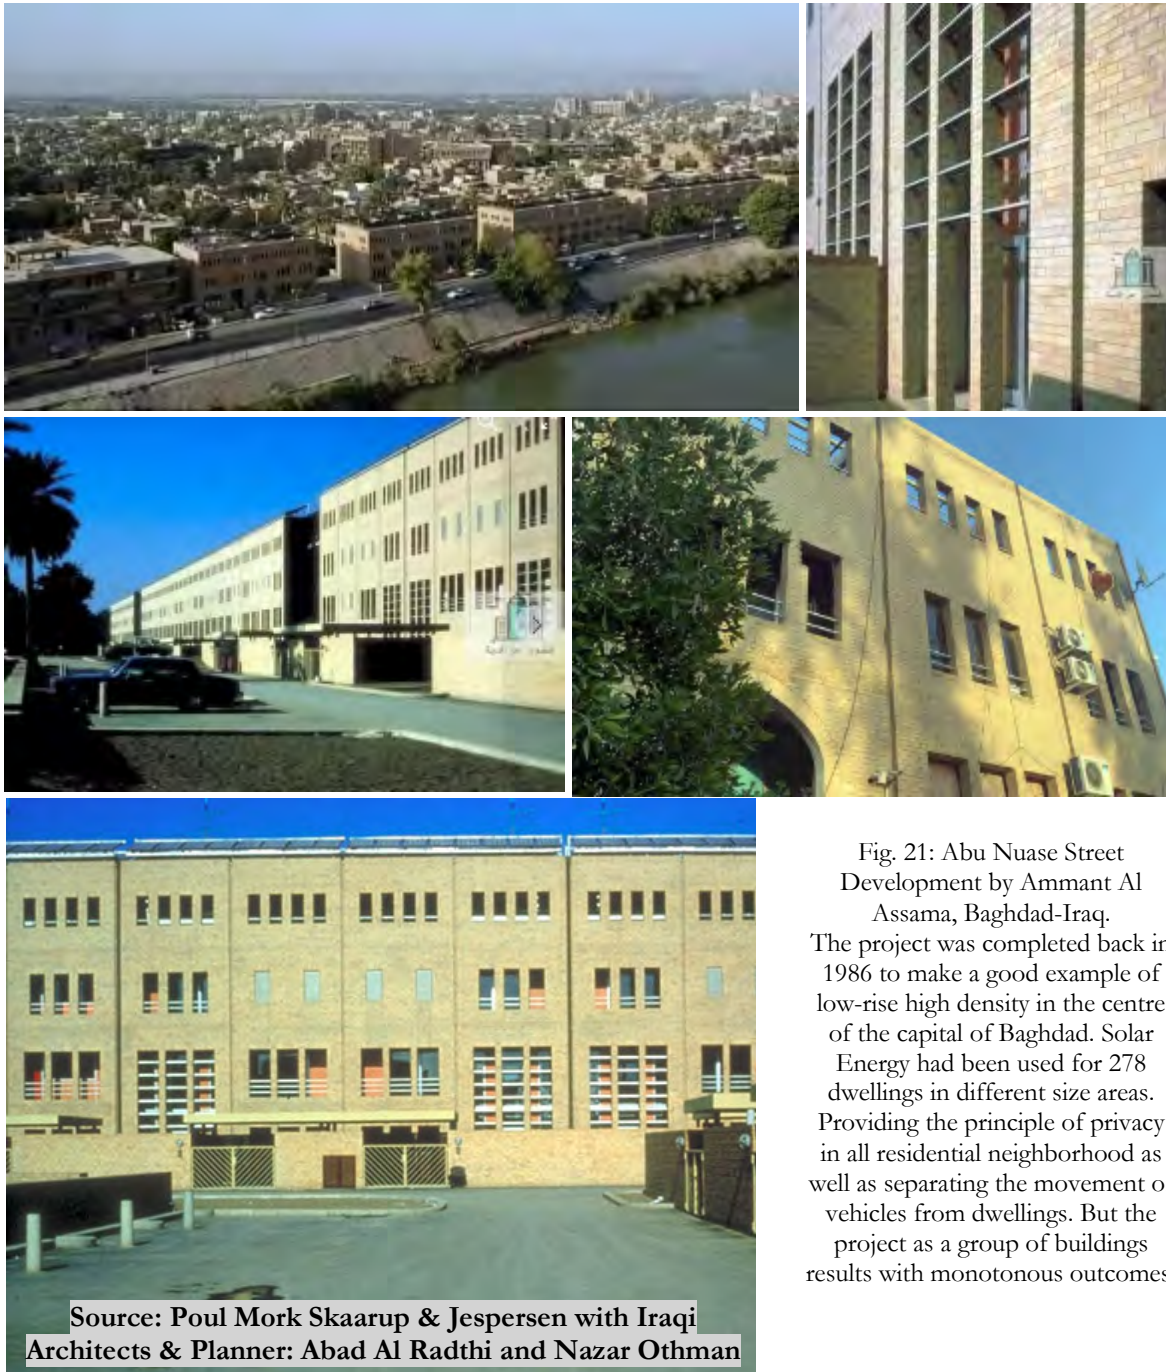 Fig. 21: Abu Nuase Street
Development by Ammant Al
Assama, Baghdad-Iraq.
The project was completed back in
1986 to make a good example of
low-rise high density in the centre
of the capital of Baghdad. Solar
Energy had been used for 278
dwellings in different size areas.
Providing the principle of privacy
in all residential neighborhood as
well as separating the movement o
vehicles from dwellings. But the
project as a group of buildings
results with monotonous outcomes
Source: Poul Mork Skaarup & Jespersen with Iraqi
Architects & Planner: Abad Al Radthi and Nazar Othman